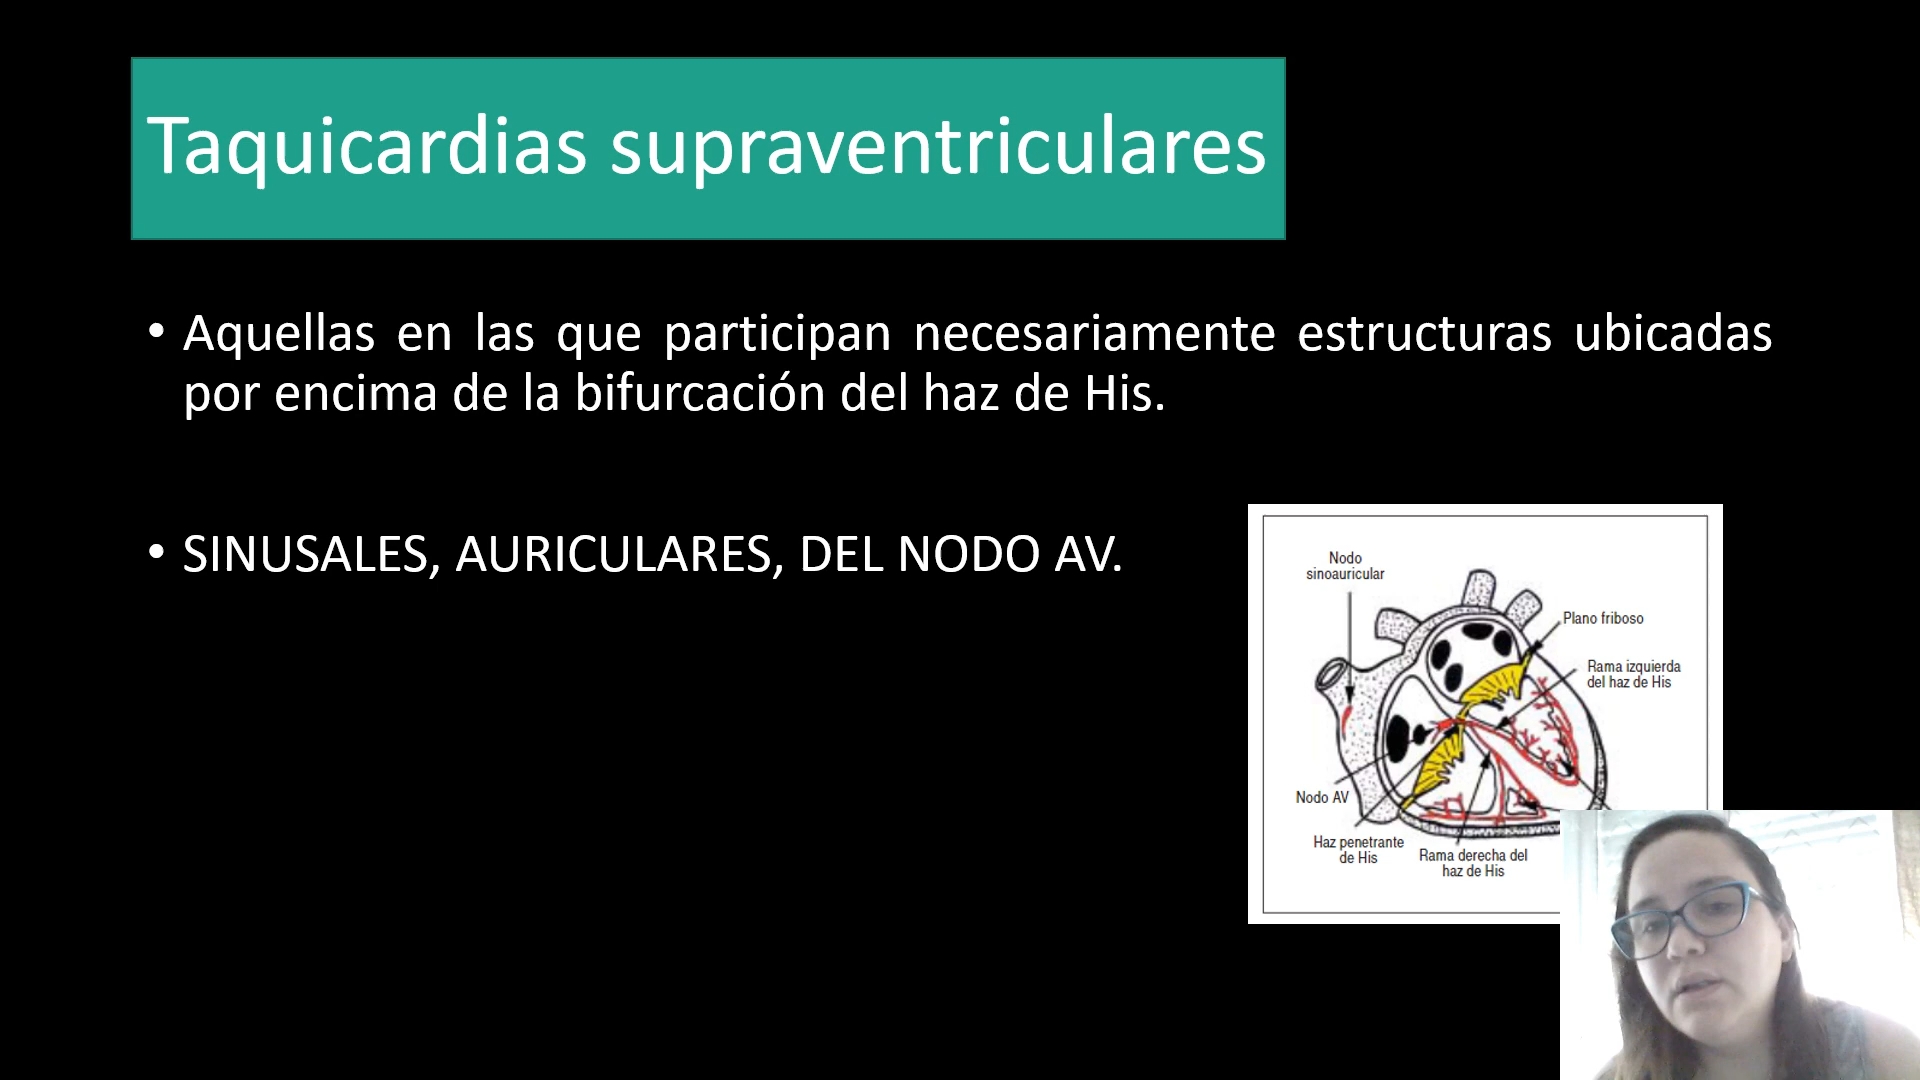 Taquicardias supraventriculares
• Aquellas en las que participan necesariamente estructuras ubicadas
por encima de la bifurcación del haz de His.
• SINUSALES, AURICULARES, DEL NODO AV.
Nodo
sinoauricular
Plano friboso
Rama izquierda
del haz de His
Nodo AV
Haz penetrante
de His
Rama derecha del
haz de His